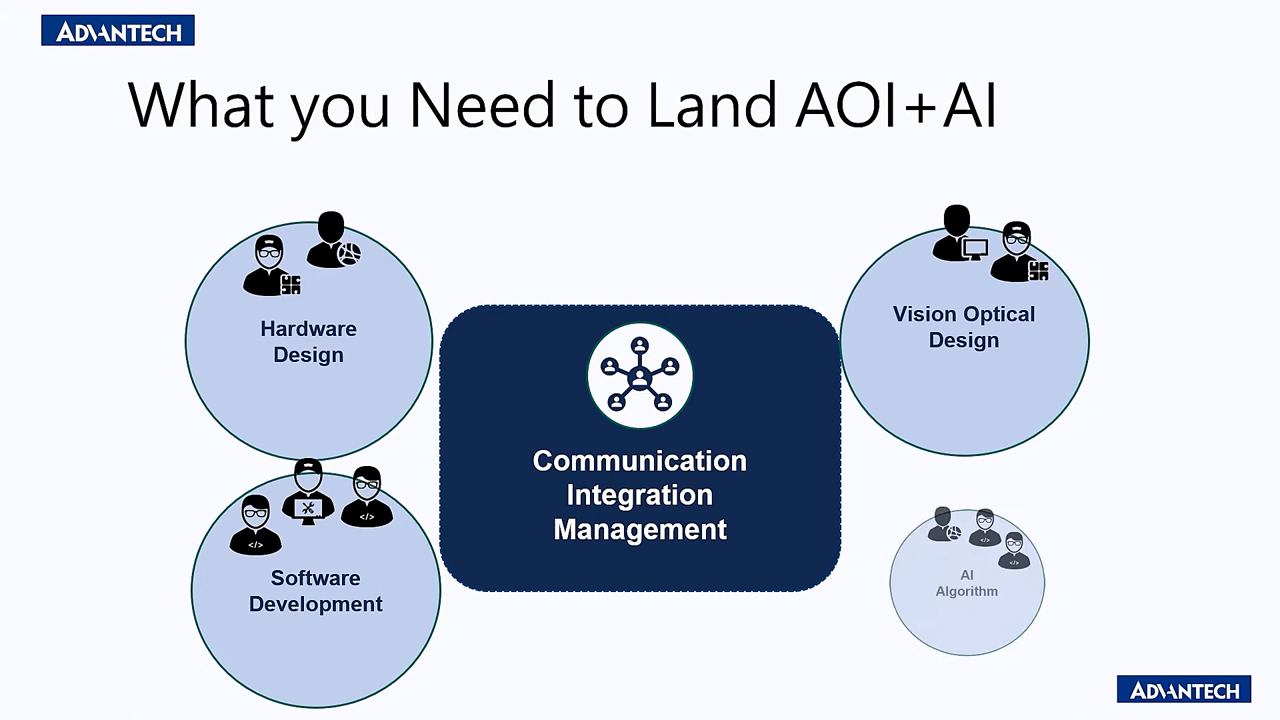 ADVANTECH
What you Need to Land AOI+AI
Hardware
Design
Vision Optical
Design
Communication
Integration
Management
Software
Development
AI
Algorithm
ADVANTECH